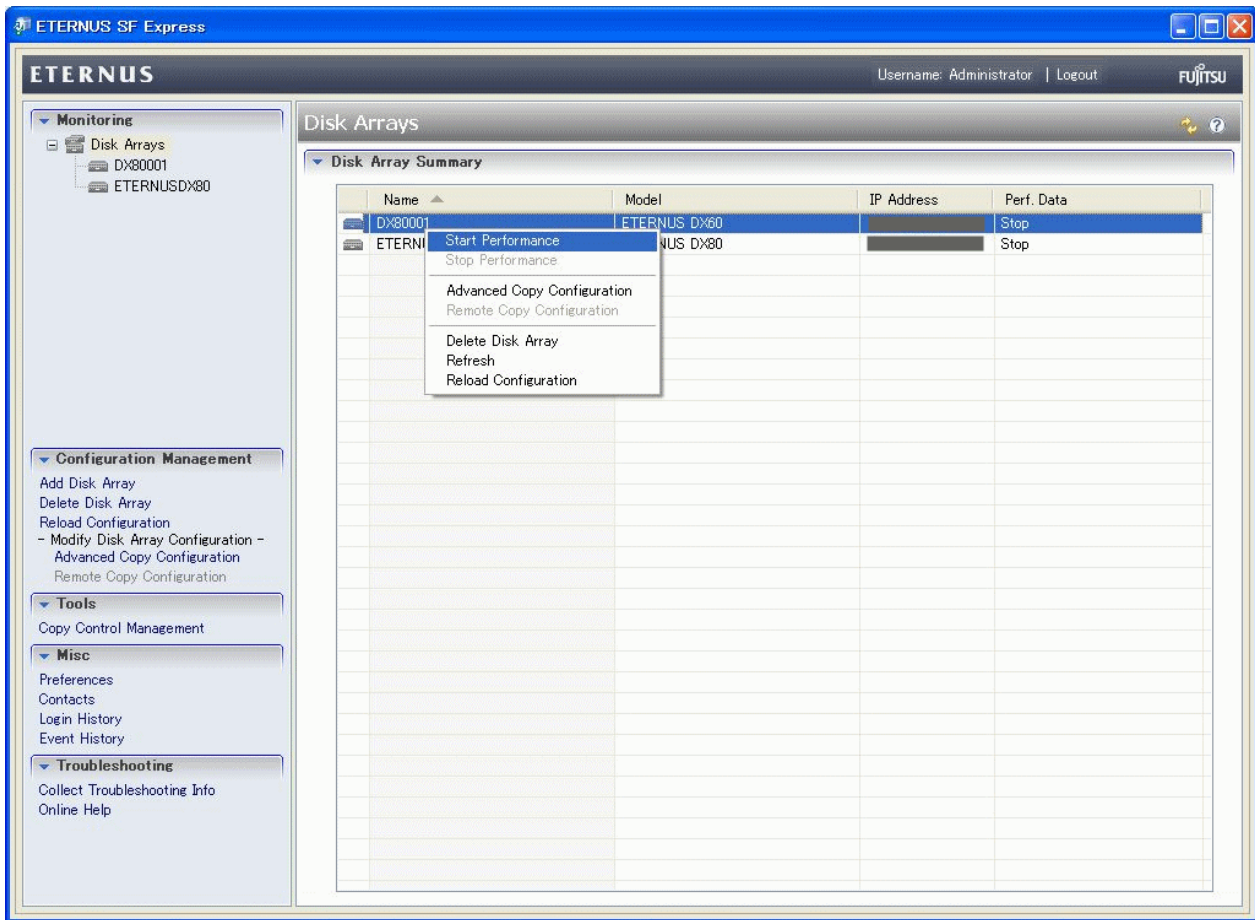 ETERNUS SF Express
ETERNUS
Username: Administrator | Logout
FUJITSU
Monitoring
Disk Arrays
DX80001
ETERNUSDX80
Configuration Management
Add Disk Array
Delete Disk Array
Reload Configuration
- Modify Disk Array Configuration -
Advanced Copy Configuration
Remote Copy Configuration
Tools
Copy Control Management
Misc
Preferences
Contacts
Login History
Event History
Troubleshooting
Collect Troubleshooting Info
Online Help
Disk Arrays
Disk Array Summary
Name Model IP Address Perf. Data
DX80001 ETERNUS DX60 Stop
ETERN NUS DX80 Stop
Start Performance
Stop Performance
Advanced Copy Configuration
Remote Copy Configuration
Delete Disk Array
Refresh
Reload Configuration